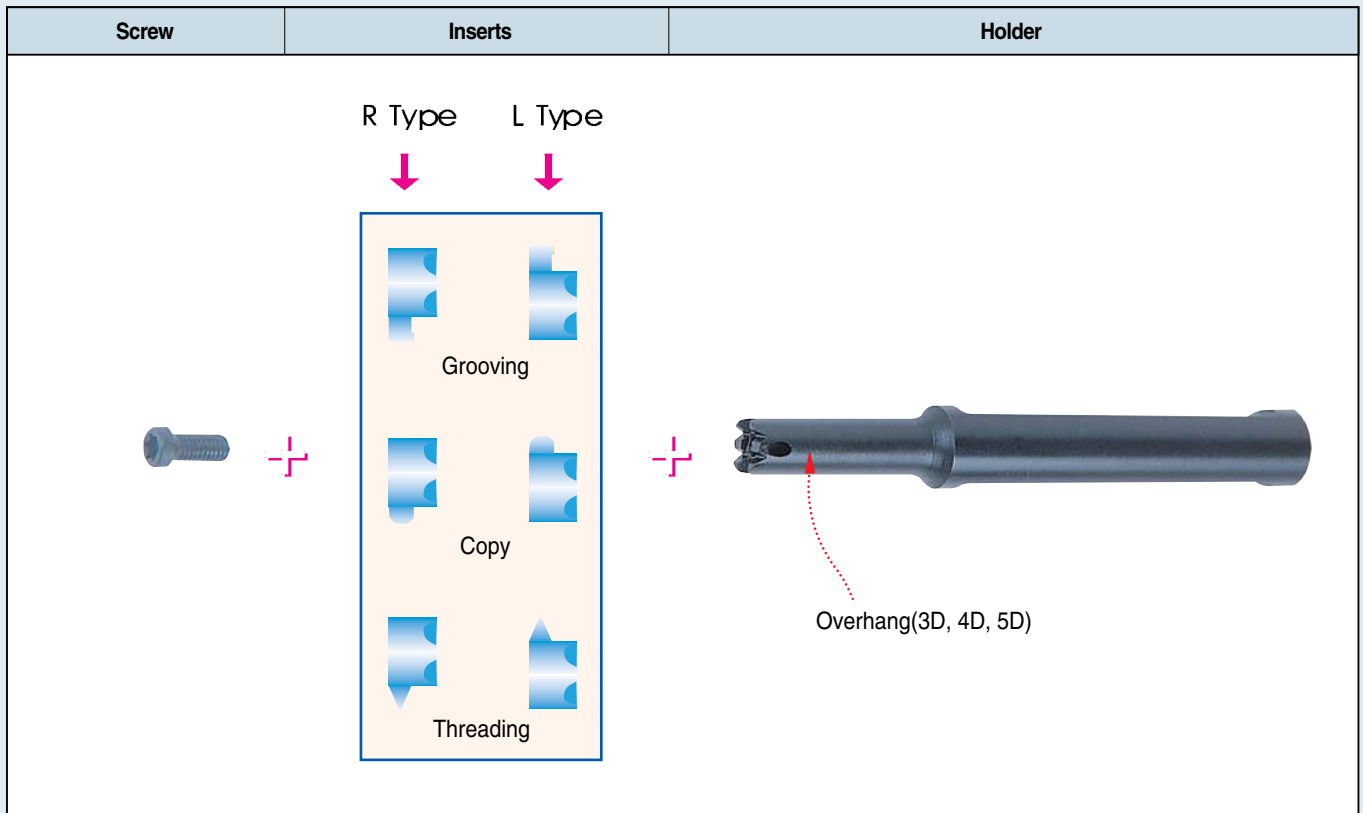 Screw
Inserts
Holder
R Type
L Type
Grooving
Copy
Threading
Overhang(3D, 4D, 5D)